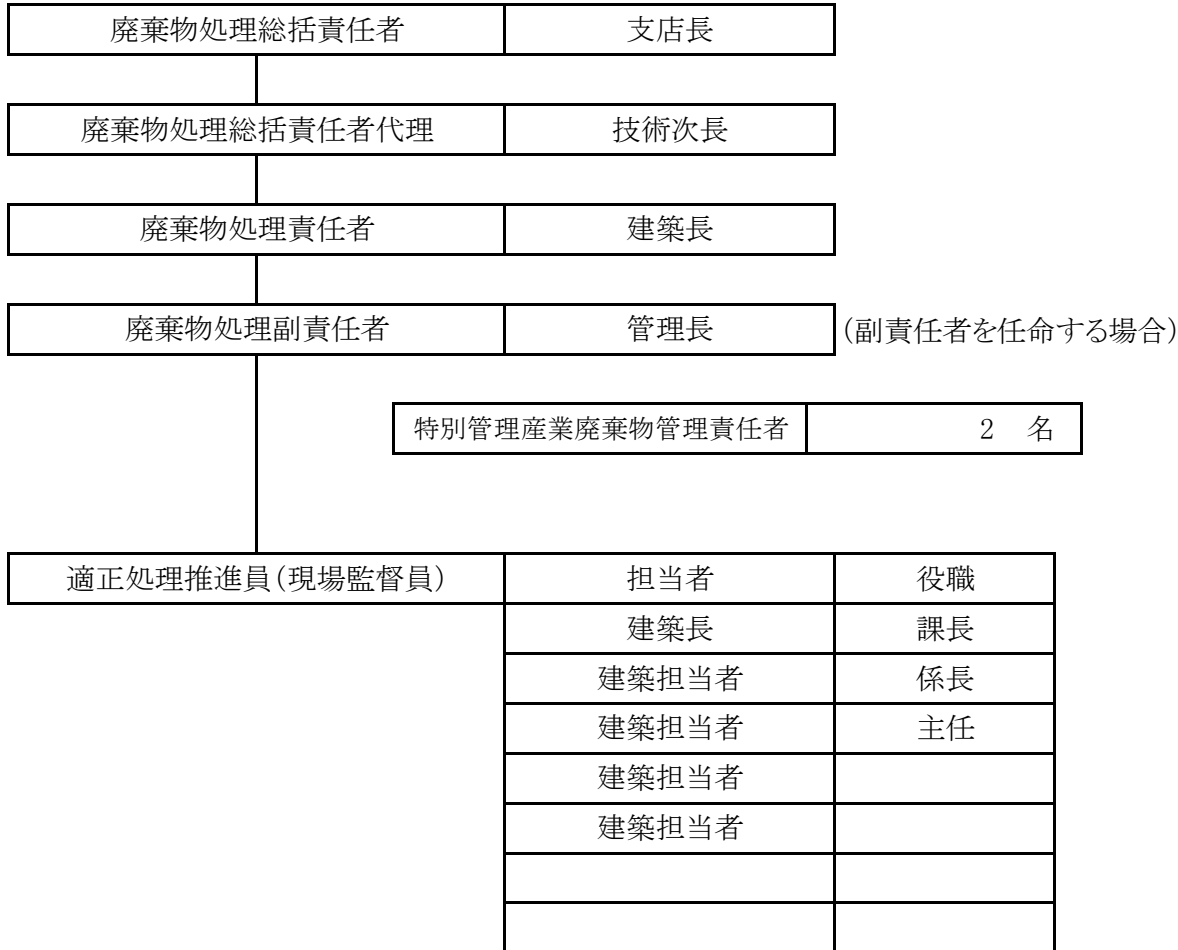 廃棄物処理総括責任者 支店長
廃棄物処理総括責任者代理 技術次長
廃棄物処理責任者 建築長
廃棄物処理副責任者 管理長 (副責任者を任命する場合)
特別管理産業廃棄物管理責任者 2 名
適正処理推進員(現場監督員) 担当者 役職
建築長 課長
建築担当者 係長
建築担当者 主任
建築担当者
建築担当者